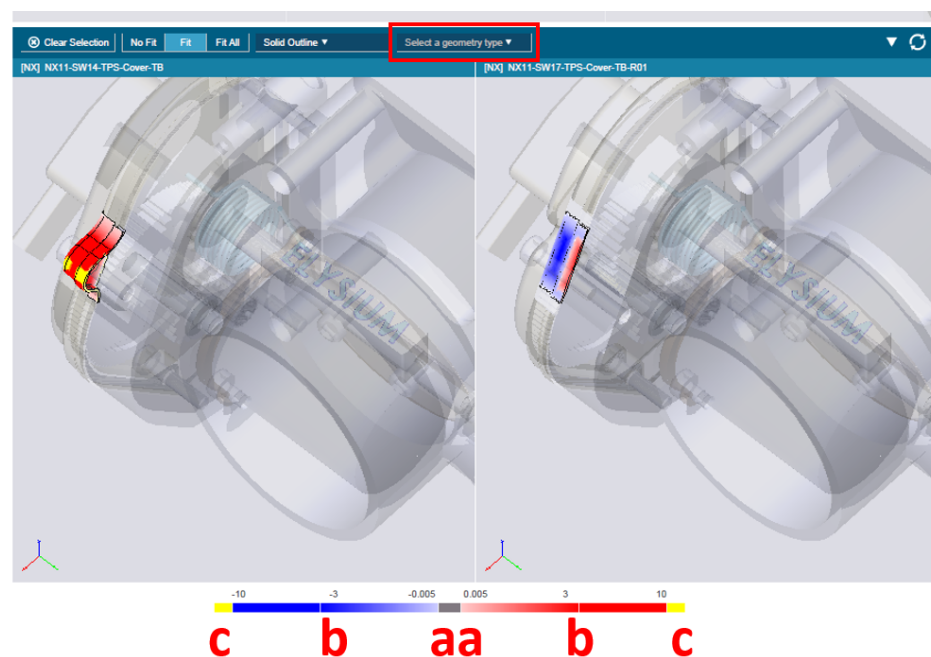 Clear Selection No Fit Fit Fit All Solid Outline ▼ Select a geometry type ▼
[NX] NX11-SW14-TPS-Cover-TB [NX] NX11-SW17-TPS-Cover-TB-R01
ELYSIUM ELYSIUM
-10 -3 -0.005 0.005 3 10
c b aa b c